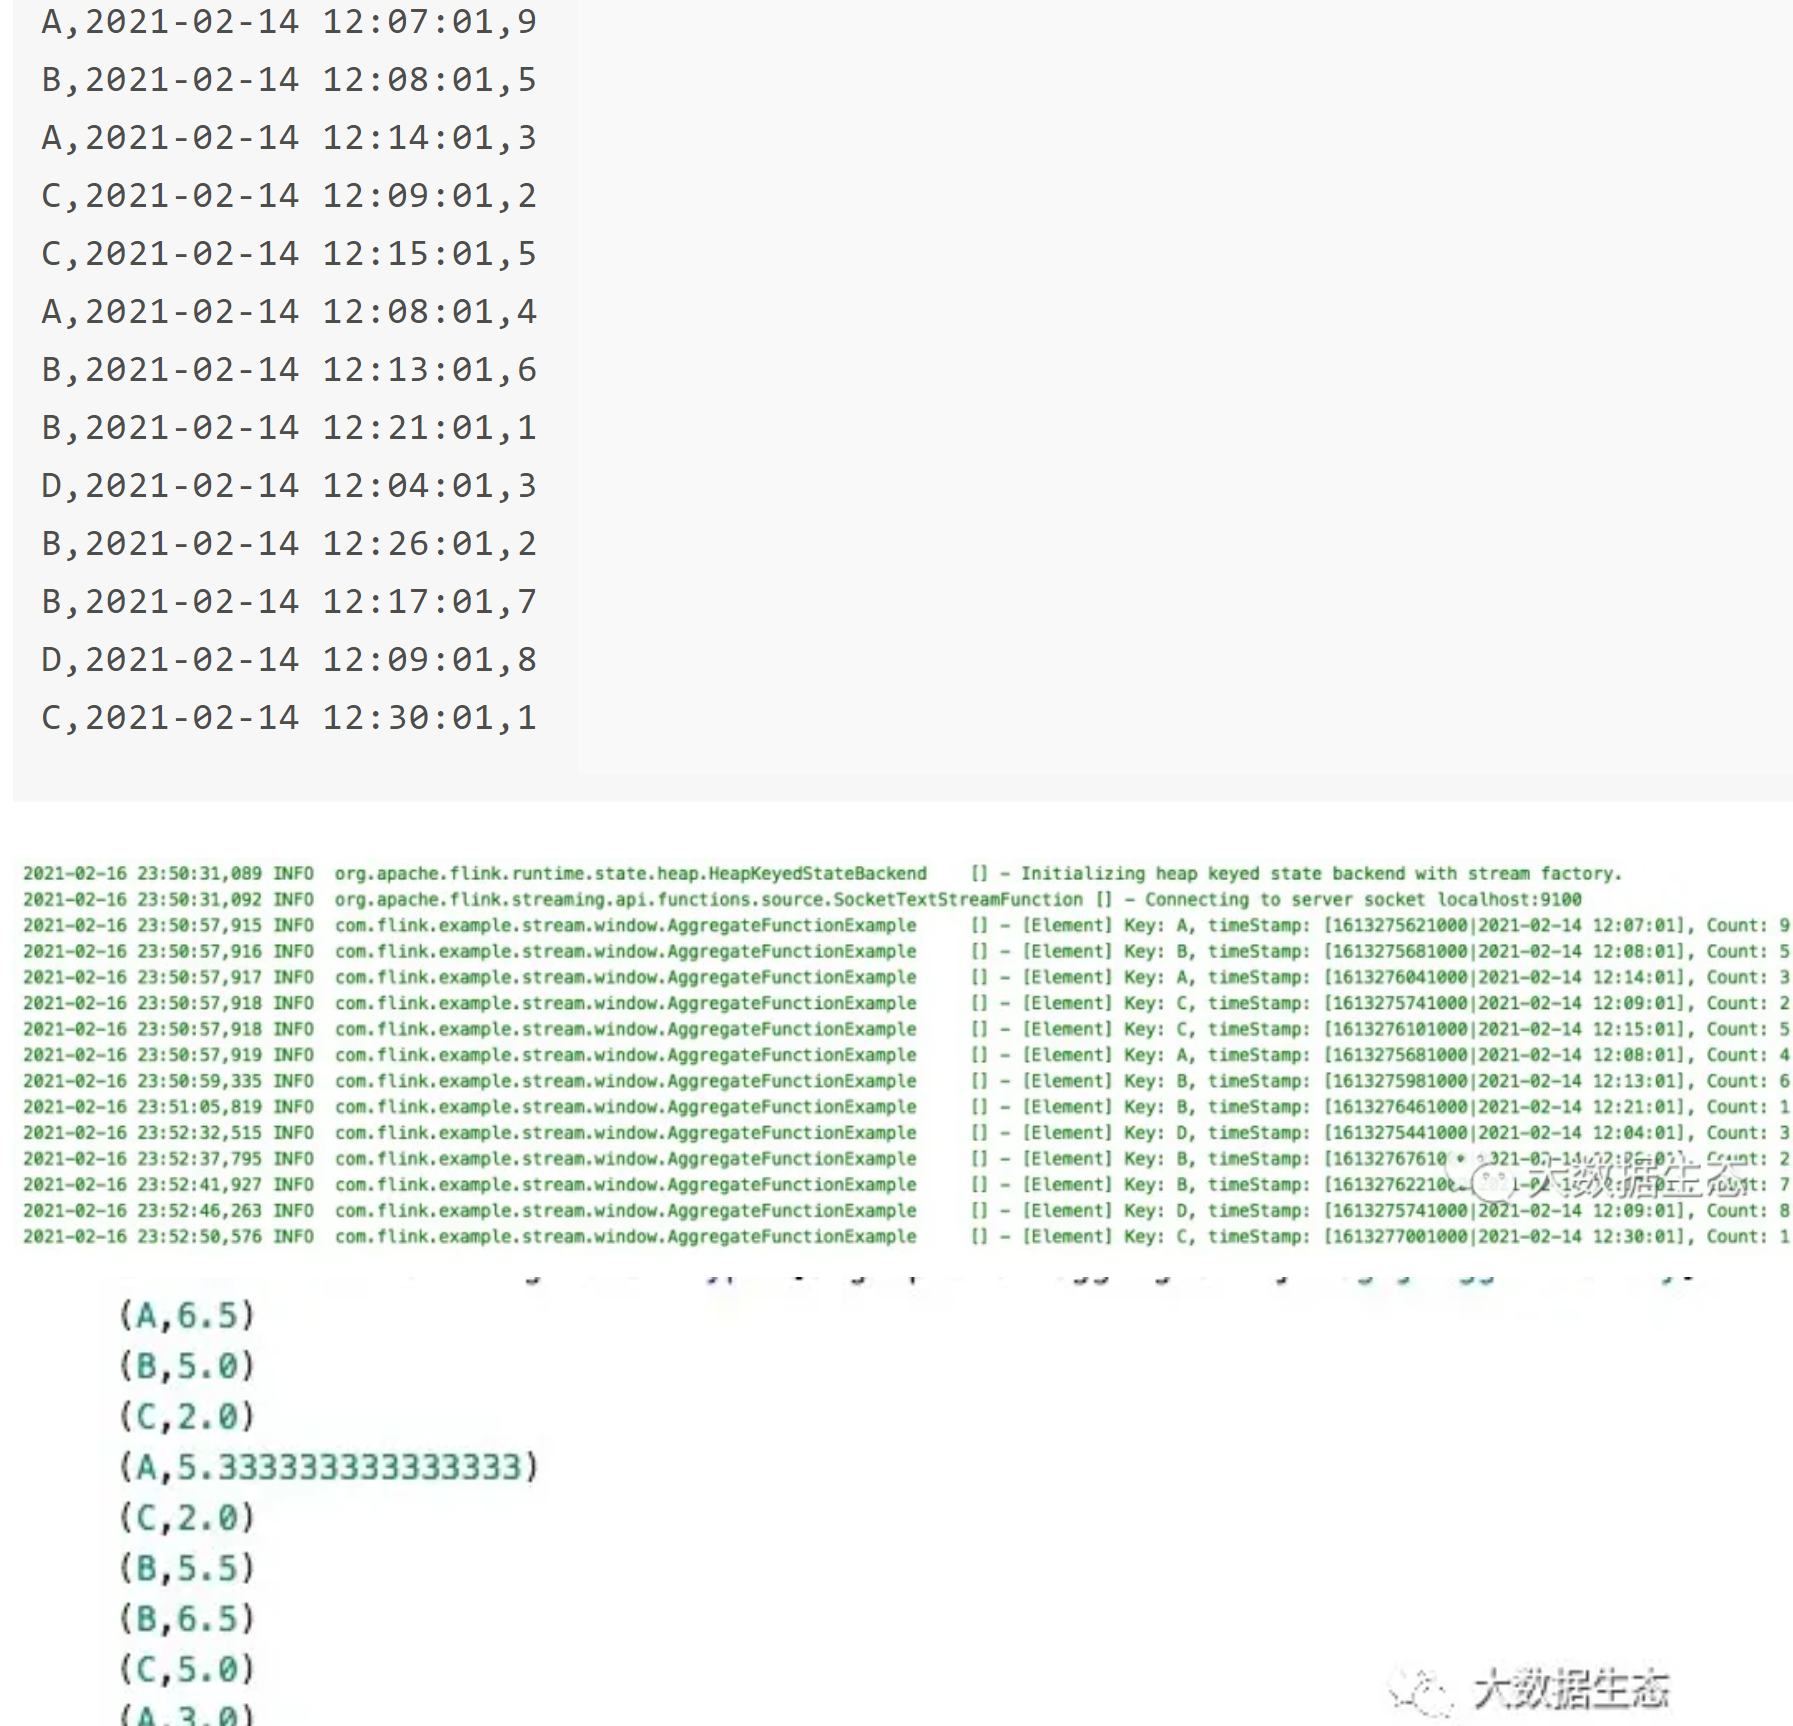 A,2021-02-14 12:07:01,9
B,2021-02-14 12:08:01,5
A,2021-02-14 12:14:01,3
C,2021-02-14 12:09:01,2
C,2021-02-14 12:15:01,5
A,2021-02-14 12:08:01,4
B,2021-02-14 12:13:01,6
B,2021-02-14 12:21:01,1
D,2021-02-14 12:04:01,3
B,2021-02-14 12:26:01,2
B,2021-02-14 12:17:01,7
D,2021-02-14 12:09:01,8
C,2021-02-14 12:30:01,1
2021-02-16 23:50:31,089 INFO org.apache.flink.runtime.state.heap.HeapKeyedStateBackend [] - Initializing heap keyed state backend with stream factory.
2021-02-16 23:50:31,092 INFO org.apache.flink.streaming.api.functions.source.SocketTextStreamFunction [] - Connecting to server socket localhost:9100
2021-02-16 23:50:57,915 INFO com.flink.example.stream.window.AggregateFunctionExample [] - [Element] Key: A, timeStamp: [1613275621000|2021-02-14 12:07:01], Count: 9
2021-02-16 23:50:57,916 INFO com.flink.example.stream.window.AggregateFunctionExample [] - [Element] Key: B, timeStamp: [1613275681000|2021-02-14 12:08:01], Count: 5
2021-02-16 23:50:57,917 INFO com.flink.example.stream.window.AggregateFunctionExample [] - [Element] Key: A, timeStamp: [1613276041000|2021-02-14 12:14:01], Count: 3
2021-02-16 23:50:57,918 INFO com.flink.example.stream.window.AggregateFunctionExample [] - [Element] Key: C, timeStamp: [1613275741000|2021-02-14 12:09:01], Count: 2
2021-02-16 23:50:57,918 INFO com.flink.example.stream.window.AggregateFunctionExample [] - [Element] Key: C, timeStamp: [1613276101000|2021-02-14 12:15:01], Count: 5
2021-02-16 23:50:57,919 INFO com.flink.example.stream.window.AggregateFunctionExample [] - [Element] Key: A, timeStamp: [1613275681000|2021-02-14 12:08:01], Count: 4
2021-02-16 23:50:59,335 INFO com.flink.example.stream.window.AggregateFunctionExample [] - [Element] Key: B, timeStamp: [1613275981000|2021-02-14 12:13:01], Count: 6
2021-02-16 23:51:05,819 INFO com.flink.example.stream.window.AggregateFunctionExample [] - [Element] Key: B, timeStamp: [1613276461000|2021-02-14 12:21:01], Count: 1
2021-02-16 23:52:32,515 INFO com.flink.example.stream.window.AggregateFunctionExample [] - [Element] Key: D, timeStamp: [1613275441000|2021-02-14 12:04:01], Count: 3
2021-02-16 23:52:37,795 INFO com.flink.example.stream.window.AggregateFunctionExample [] - [Element] Key: B, timeStamp: 2
2021-02-16 23:52:41,927 INFO com.flink.example.stream.window.AggregateFunctionExample [] - [Element] Key: B, timeStamp: 7
大数据生态
2021-02-16 23:52:46,263 INFO com.flink.example.stream.window.AggregateFunctionExample [] - [Element] Key: D, timeStamp: [1613275741000|2021-02-14 12:09:01], Count: 8
2021-02-16 23:52:50,576 INFO com.flink.example.stream.window.AggregateFunctionExample [] - [Element] Key: C, timeStamp: [1613277001000|2021-02-14 12:30:01], Count: 1
(A,6.5)
(B,5.0)
(C,2.0)
(A,5.333333333333333)
(C,2.0)
(B,5.5)
(B,6.5)
(C,5.0)
(A,3.0)
大数据生态